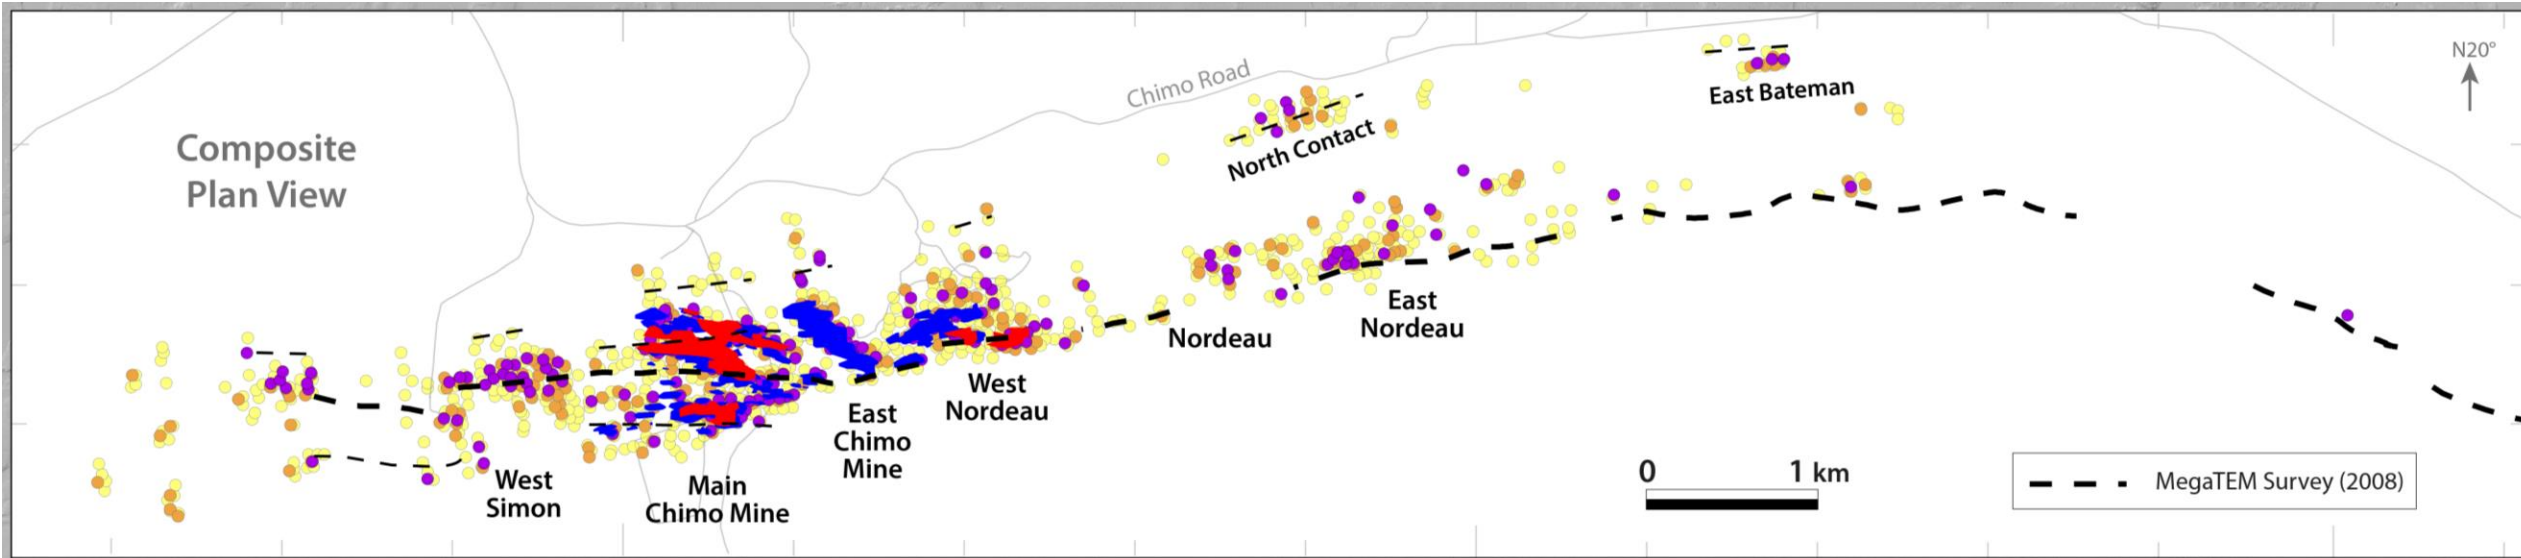 N20°
Chimo Road
East Bateman
Composite
Plan View
North Contact
East
Nordeau
Nordeau
West
Nordeau
East
Chimo
Mine
West
Simon
Main
Chimo Mine
0 1 km
MegaTEM Survey (2008)